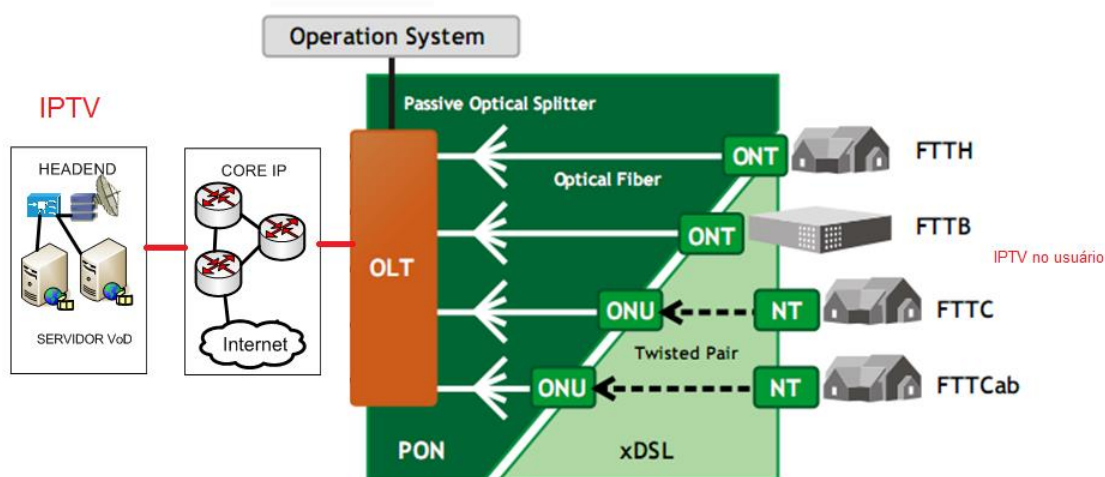 Operation System
IPTV
HEADEND
SERVIDOR VoD
CORE IP
Internet
OLT
Passive Optical Splitter
Optical Fiber
ONT
FTTH
ONT
FTTB
IPTV no usuário
ONU
NT
FTTC
Twisted Pair
ONU
NT
FTTCab
PON
xDSL